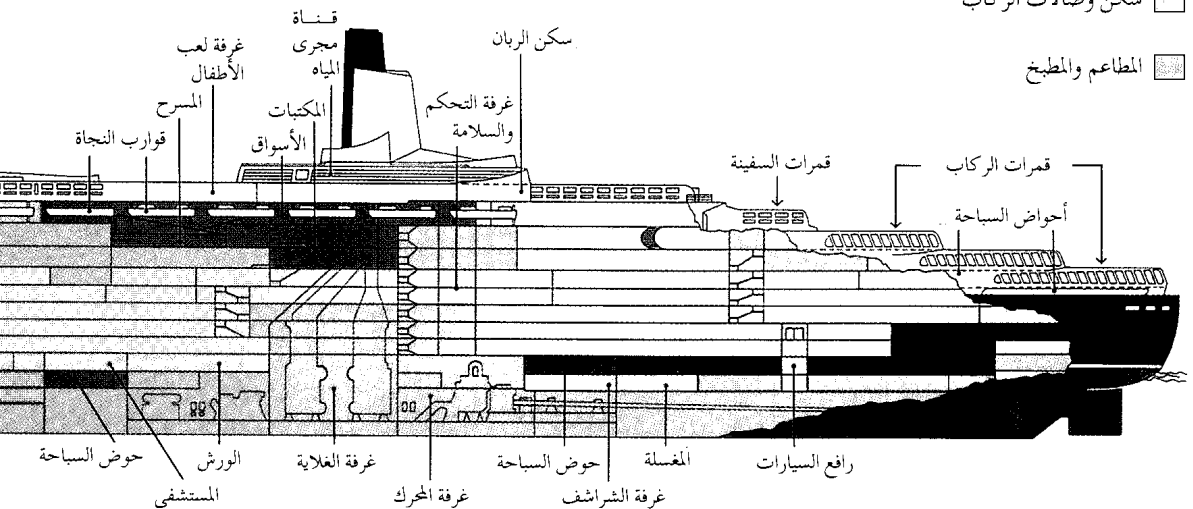 سكن وصالات الركاب
المطاعم والمطبخ
سكن الربان
قنـــاة
مجرى
المياه
غرفة لعب
الأطفال
المسرح
قوارب النجاة
المكتبات
الأسواق
غرفة التحكم
والسلامة
قمرات السفينة
قمرات الركاب
أحواض السباحة
رافع السيارات
المغسلة
غرفة الشراشف
حوض السباحة
غرفة المحرك
غرفة الغلاية
الورش
المستشفى
حوض السباحة